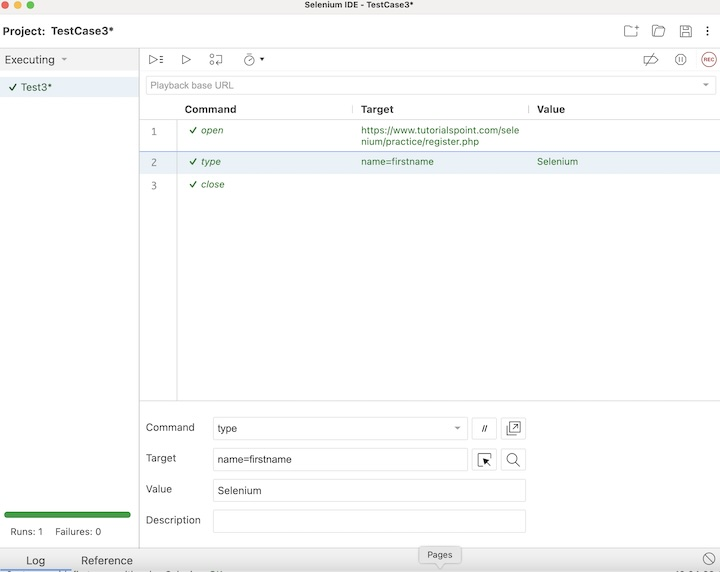 Selenium IDE - TestCase3*
Project: TestCase3*
Executing
REC
Test3*
Playback base URL
Command Target Value
1 open https://www.tutorialspoint.com/sele
nium/practice/register.php
2 type name=firstname Selenium
3 close
Command type //
Target name=firstname
Value Selenium
Description
Runs: 1 Failures: 0
Log Reference
Pages